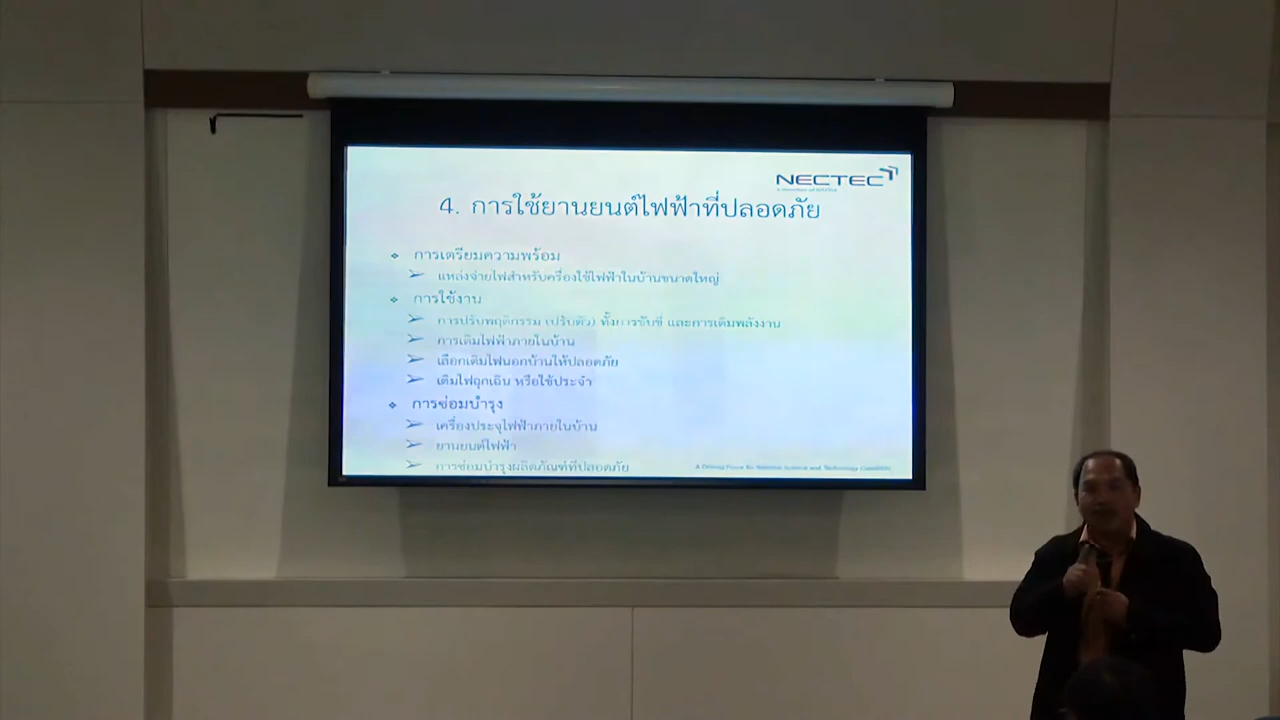 NECTEC
4. การใช้ยานยนต์ไฟฟ้าที่ปลอดภัย
❖ การเตรียมความพร้อม
➢ แหล่งจ่ายไฟสำหรับเครื่องใช้ไฟฟ้าในบ้านขนาดใหญ่
❖ การใช้งาน
➢ การปรับพฤติกรรม (ปรับตัว) ทั้งการขับขี่ และการเติมพลังงาน
➢ การเติมไฟฟ้าภายในบ้าน
➢ เลือกเติมไฟนอกบ้านให้ปลอดภัย
➢ เติมไฟฉุกเฉิน หรือใช้ประจำ
❖ การซ่อมบำรุง
➢ เครื่องประจุไฟฟ้าภายในบ้าน
➢ ยานยนต์ไฟฟ้า
➢ การซ่อมบำรุงผลิตภัณฑ์ที่ปลอดภัย
A Driving Force for National Science and Technology